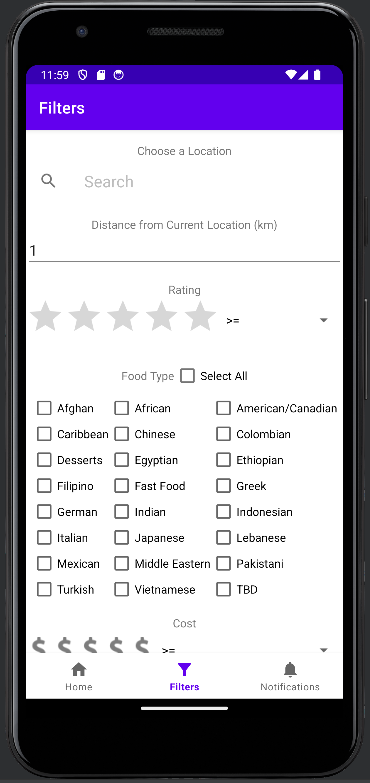 11:59
Filters
Choose a Location
Search
Distance from Current Location (km)
1
Rating
>=
Food Type Select All
Afghan African American/Canadian
Caribbean Chinese Colombian
Desserts Egyptian Ethiopian
Filipino Fast Food Greek
German Indian Indonesian
Italian Japanese Lebanese
Mexican Middle Eastern Pakistani
Turkish Vietnamese TBD
Cost
$ $ $ $ $ >=
Home Filters Notifications